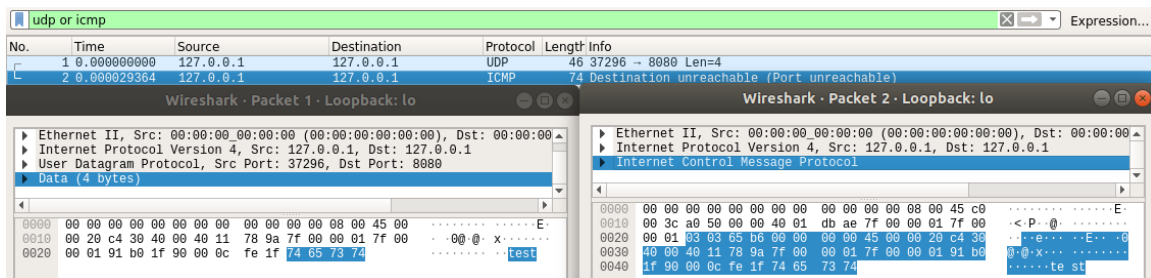 udp or icmp Expression...
No. Time Source Destination Protocol Length Info
1 0.000000000 127.0.0.1 127.0.0.1 UDP 46 37296 → 8080 Len=4
2 0.000029364 127.0.0.1 127.0.0.1 ICMP 74 Destination unreachable (Port unreachable)
Wireshark · Packet 1 · Loopback: lo
Ethernet II, Src: 00:00:00_00:00:00 (00:00:00:00:00:00), Dst: 00:00:00
Internet Protocol Version 4, Src: 127.0.0.1, Dst: 127.0.0.1
User Datagram Protocol, Src Port: 37296, Dst Port: 8080
Data (4 bytes)
0000 00 00 00 00 00 00 00 00 00 00 00 00 08 00 45 00 ········ ······E·
0010 00 20 c4 30 40 00 40 11 78 9a 7f 00 00 01 7f 00 · ·0@·@· x·······
0020 00 01 91 b0 1f 90 00 0c fe 1f 74 65 73 74 ········ ··test
Wireshark · Packet 2 · Loopback: lo
Ethernet II, Src: 00:00:00_00:00:00 (00:00:00:00:00:00), Dst: 00:00:00
Internet Protocol Version 4, Src: 127.0.0.1, Dst: 127.0.0.1
Internet Control Message Protocol
0000 00 00 00 00 00 00 00 00 00 00 00 00 08 00 45 c0 ········ ······E·
0010 00 3c a0 50 00 00 40 01 db ae 7f 00 00 01 7f 00 ·<·P··@· ········
0020 00 01 03 03 65 b6 00 00 00 00 45 00 00 20 c4 30 ····e··· ··E·· ·0
0030 40 00 40 11 78 9a 7f 00 00 01 7f 00 00 01 91 b0 @·@·x··· ········
0040 1f 90 00 0c fe 1f 74 65 73 74 ······te st